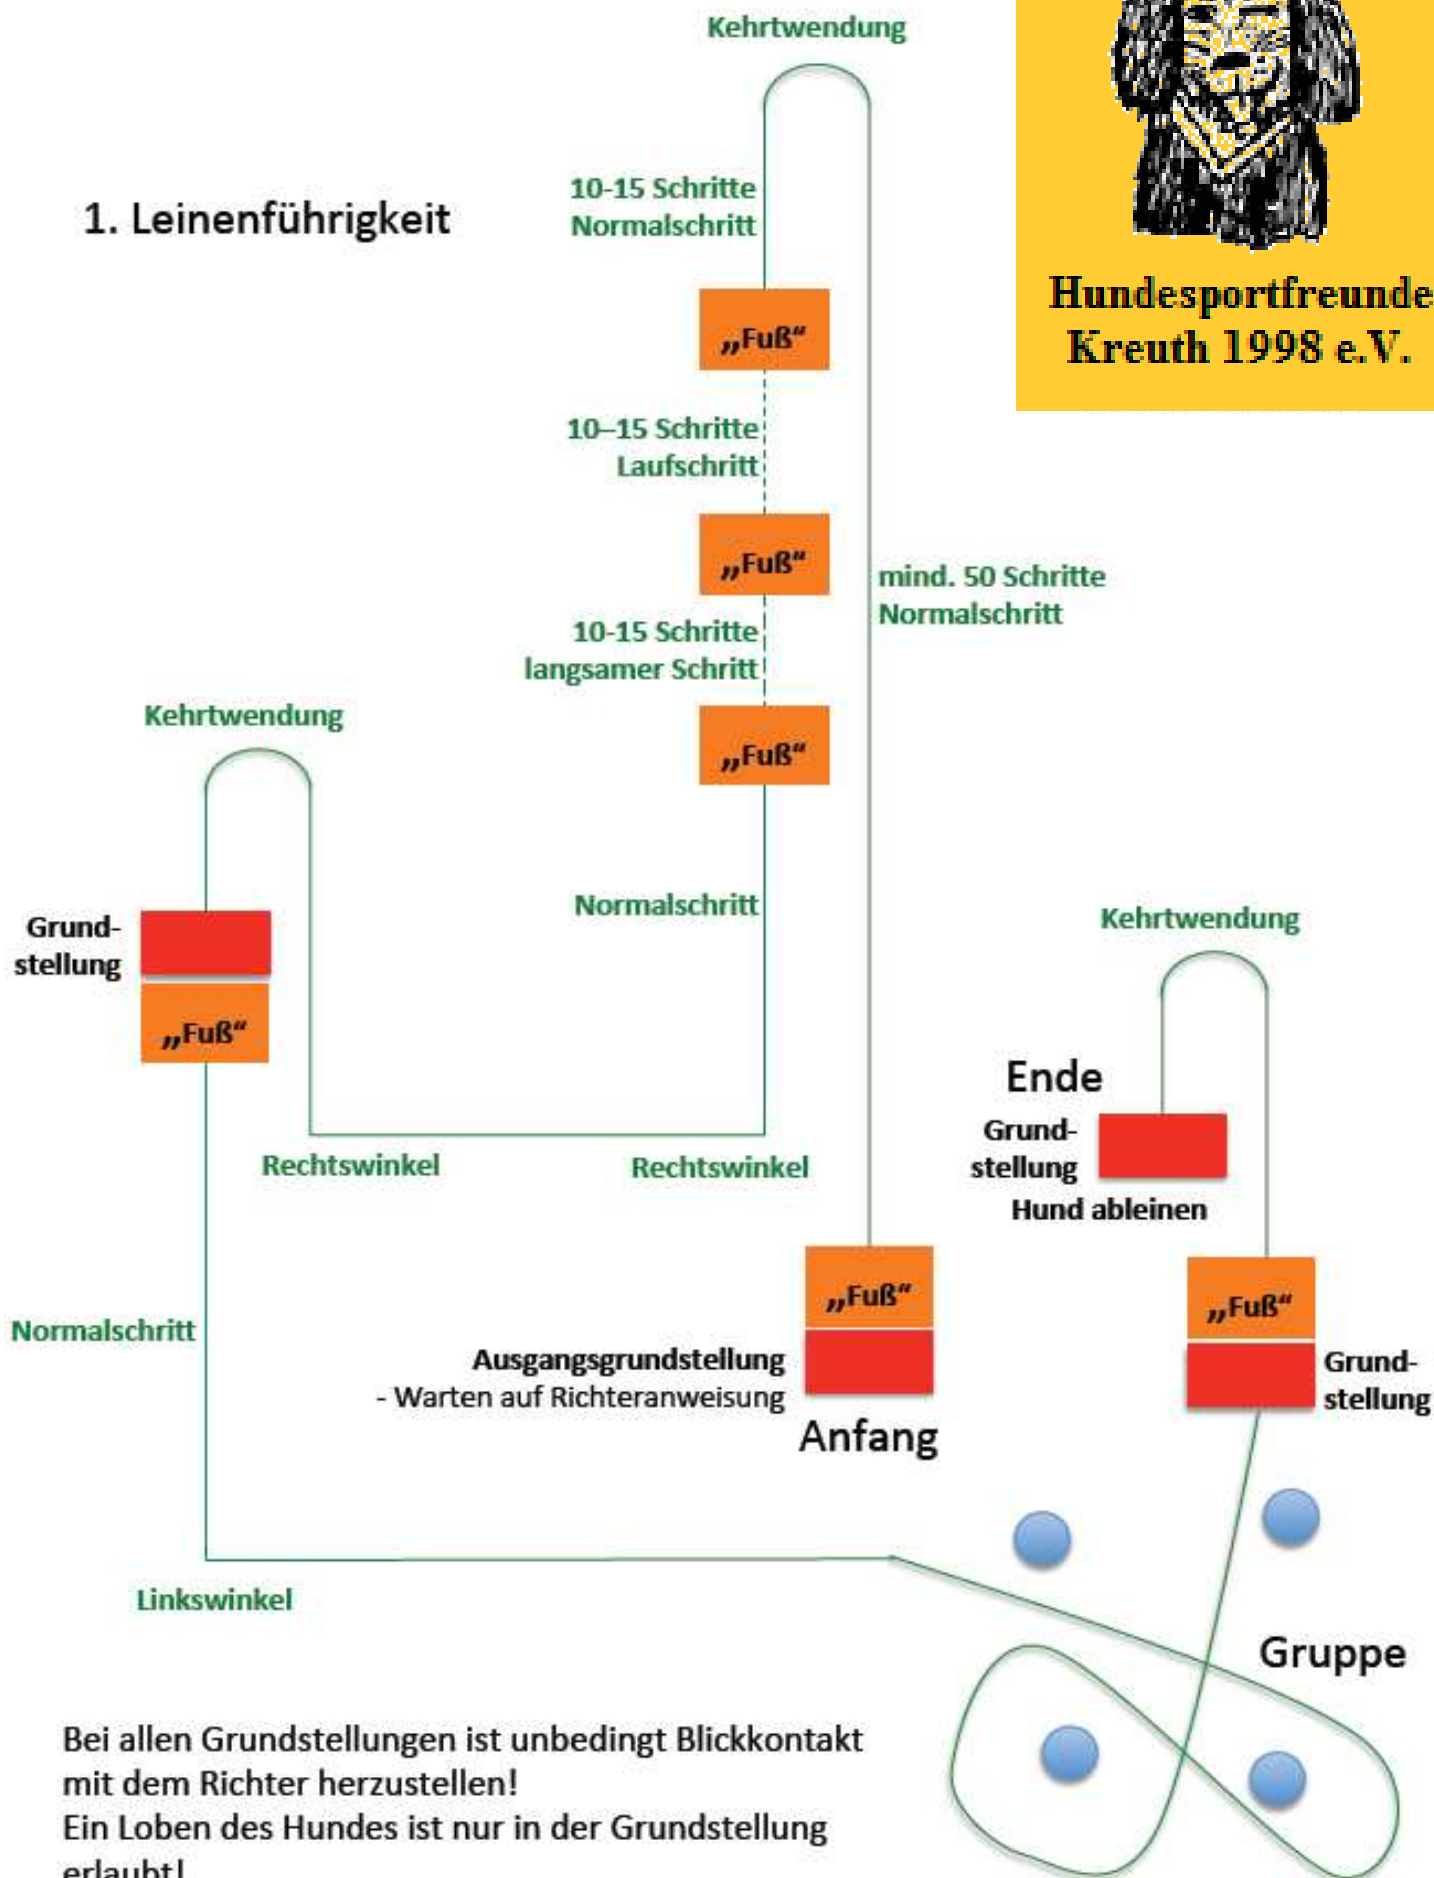 Kehrtwendung
1. Leinenführigkeit
10-15 Schritte
Normalschritt
Hundesportfreunde
Kreuth 1998 e.V.
„Fuß“
10–15 Schritte
Laufschritt
„Fuß“
mind. 50 Schritte
Normalschritt
10-15 Schritte
langsamer Schritt
„Fuß“
Kehrtwendung
Normalschritt
Grund-
stellung
„Fuß“
Kehrtwendung
Ende
Grund-
stellung
Hund ableinen
Rechtswinkel
Rechtswinkel
„Fuß“
„Fuß“
Normalschritt
Ausgangsgrundstellung
- Warten auf Richteranweisung
Anfang
Grund-
stellung
Linkswinkel
Gruppe
Bei allen Grundstellungen ist unbedingt Blickkontakt
mit dem Richter herzustellen!
Ein Loben des Hundes ist nur in der Grundstellung
erlaubt!